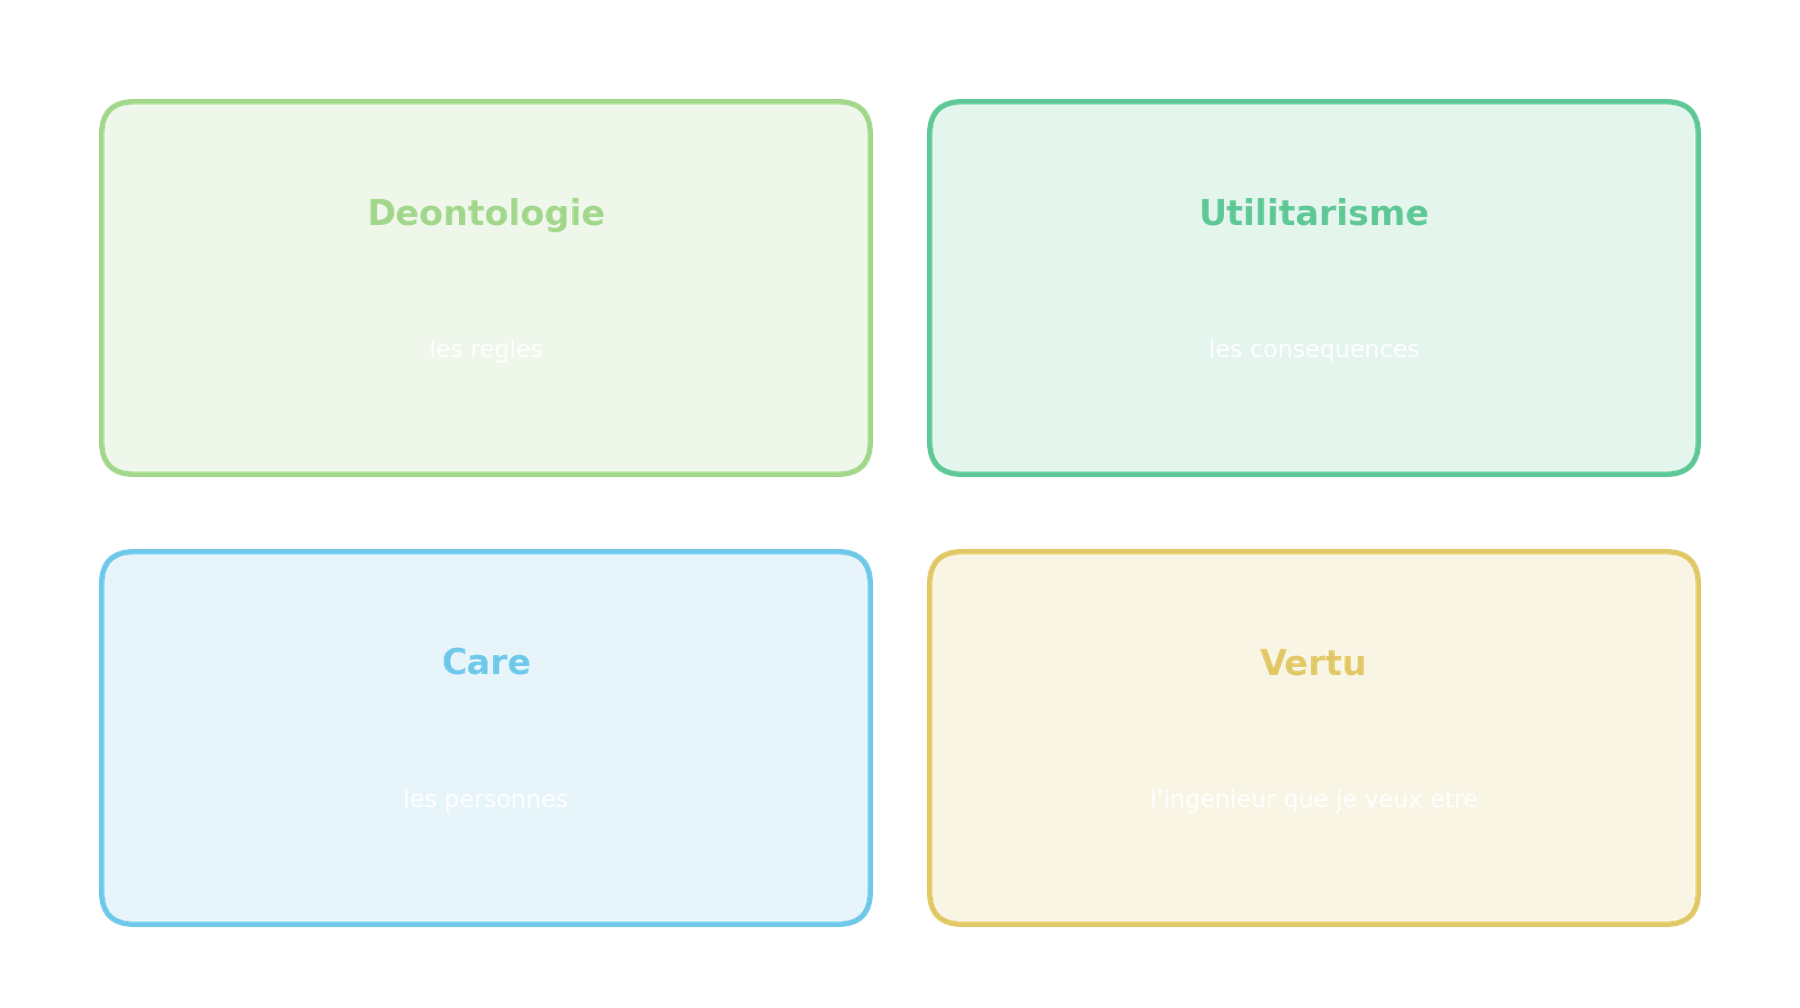 Deontologie
les regles
Utilitarisme
les consequences
Care
les personnes
Vertu
l'ingenieur que je veux etre